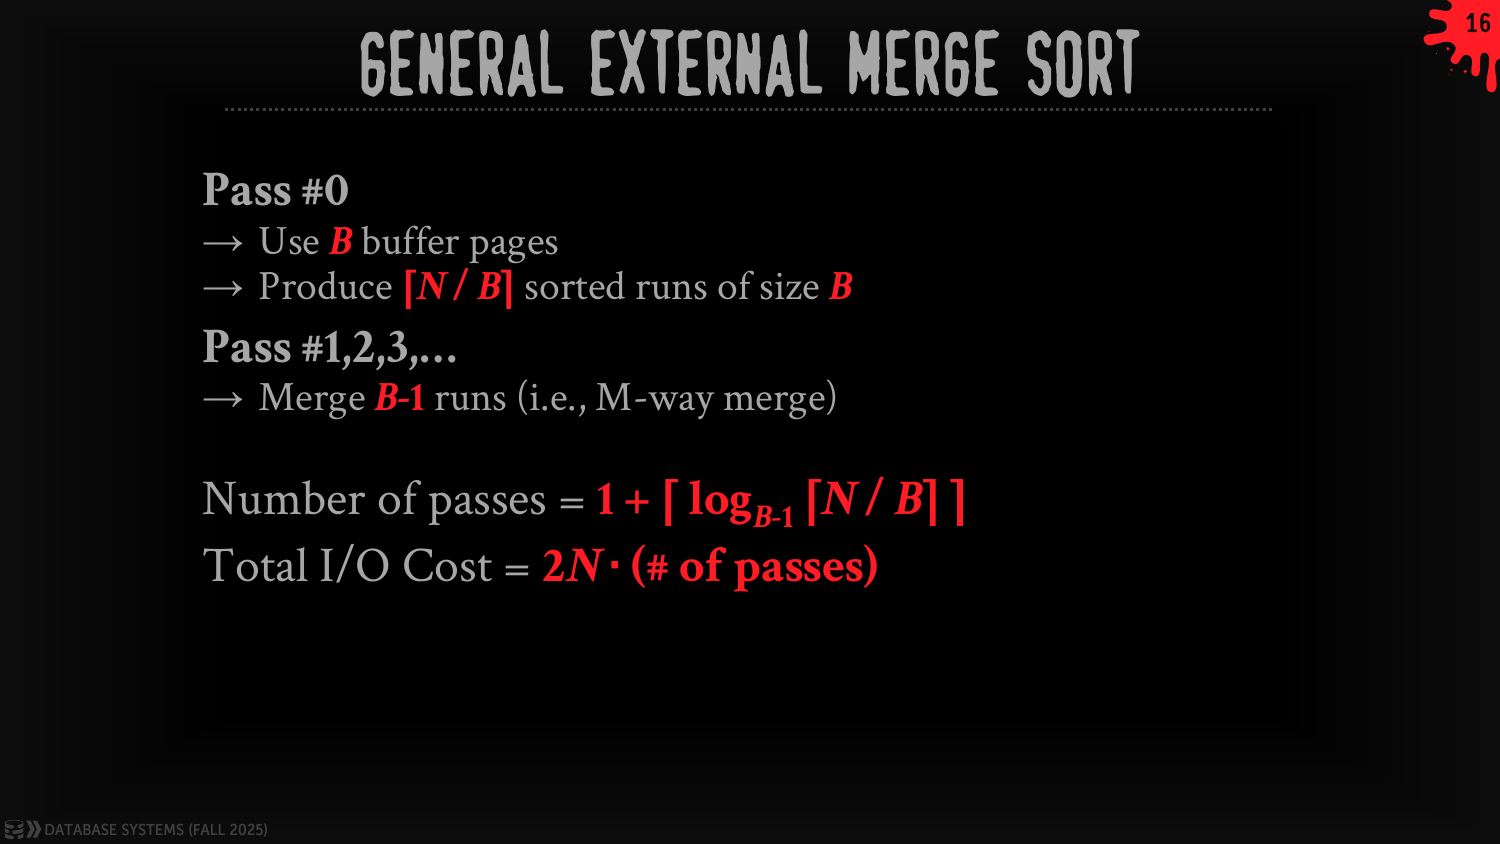 GENERAL EXTERNAL MERGE SORT
16
Pass #0
→ Use B buffer pages
→ Produce ⌈N / B⌉ sorted runs of size B
Pass #1,2,3,…
→ Merge B-1 runs (i.e., M-way merge)
Number of passes = 1 + ⌈ log_{B-1} ⌈N / B⌉ ⌉
Total I/O Cost = 2N ∙ (# of passes)
DATABASE SYSTEMS (FALL 2025)